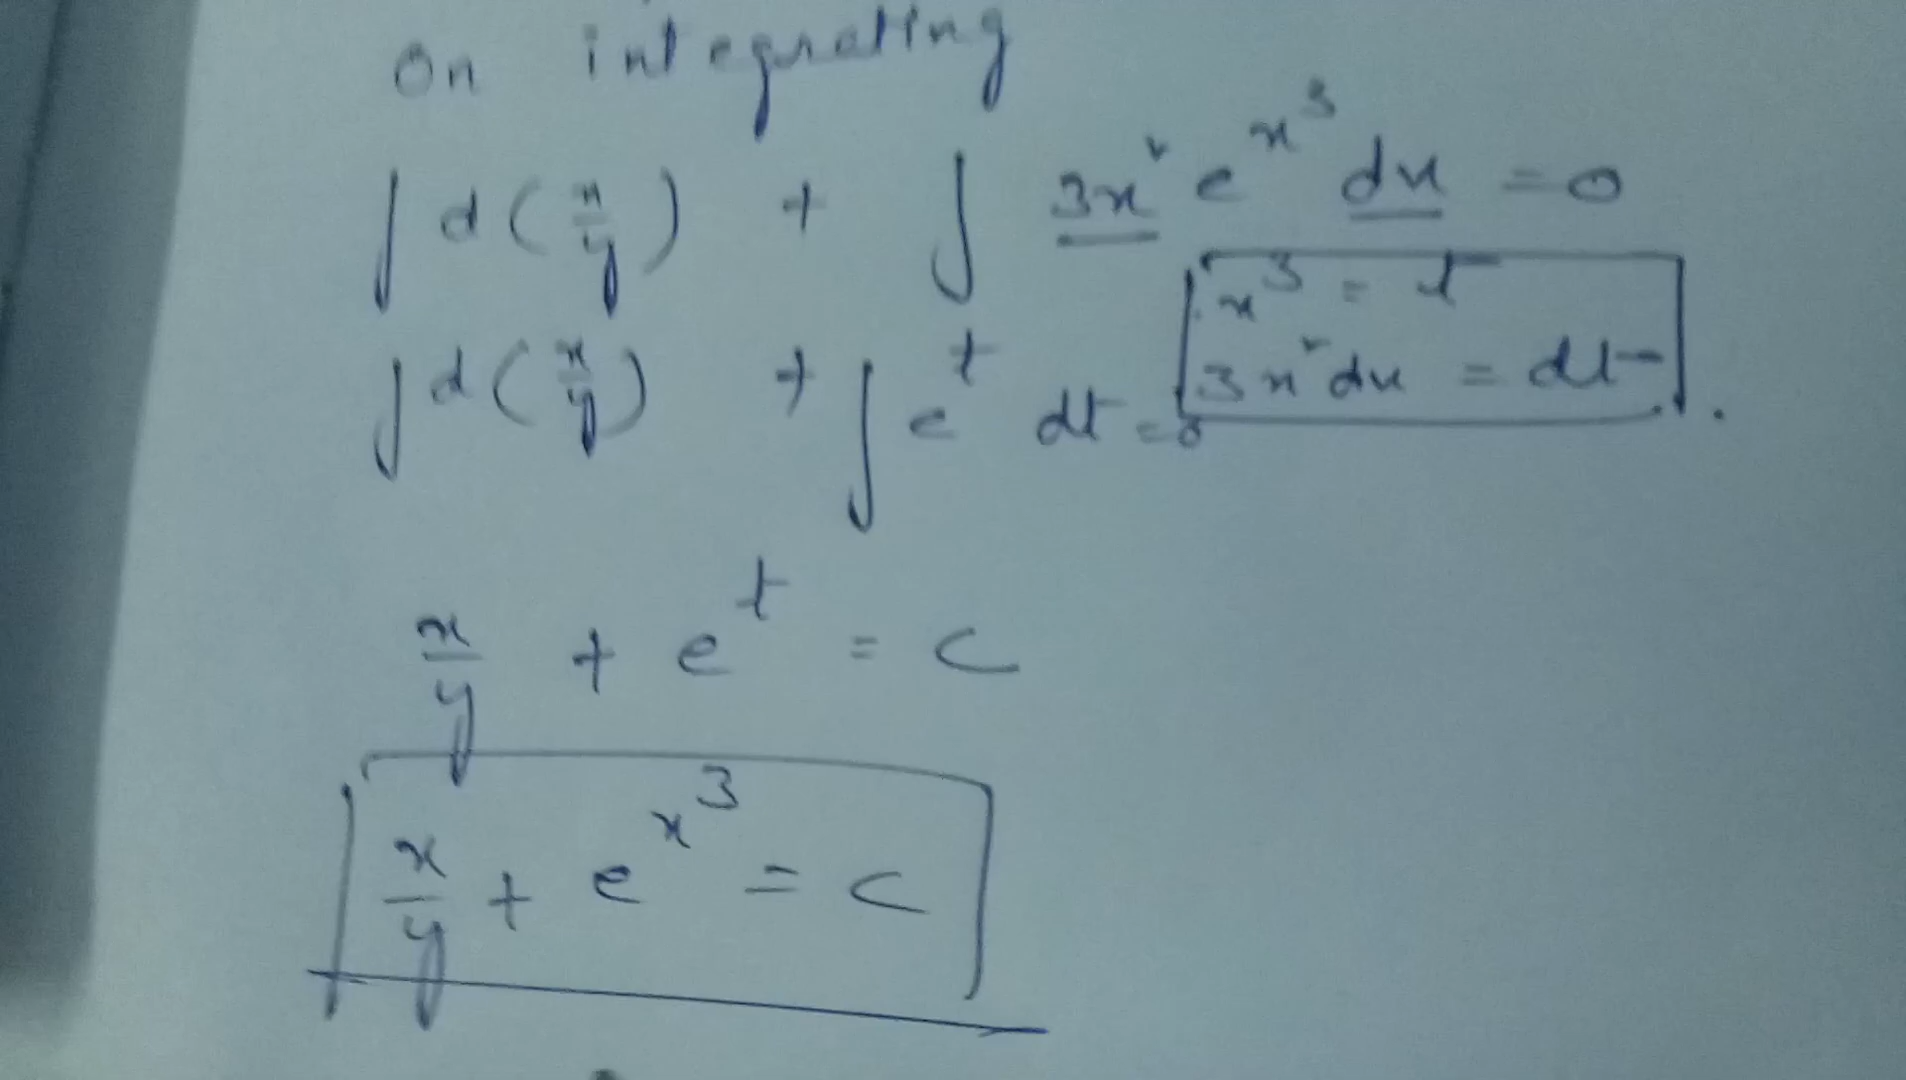 on integrating
∫ d(x/y) + ∫ 3x² e^x³ dx = 0
x³ = t
3x² dx = dt
∫ d(x/y) + ∫ e^t dt = 0
x/y + e^t = c
x/y + e^x³ = c